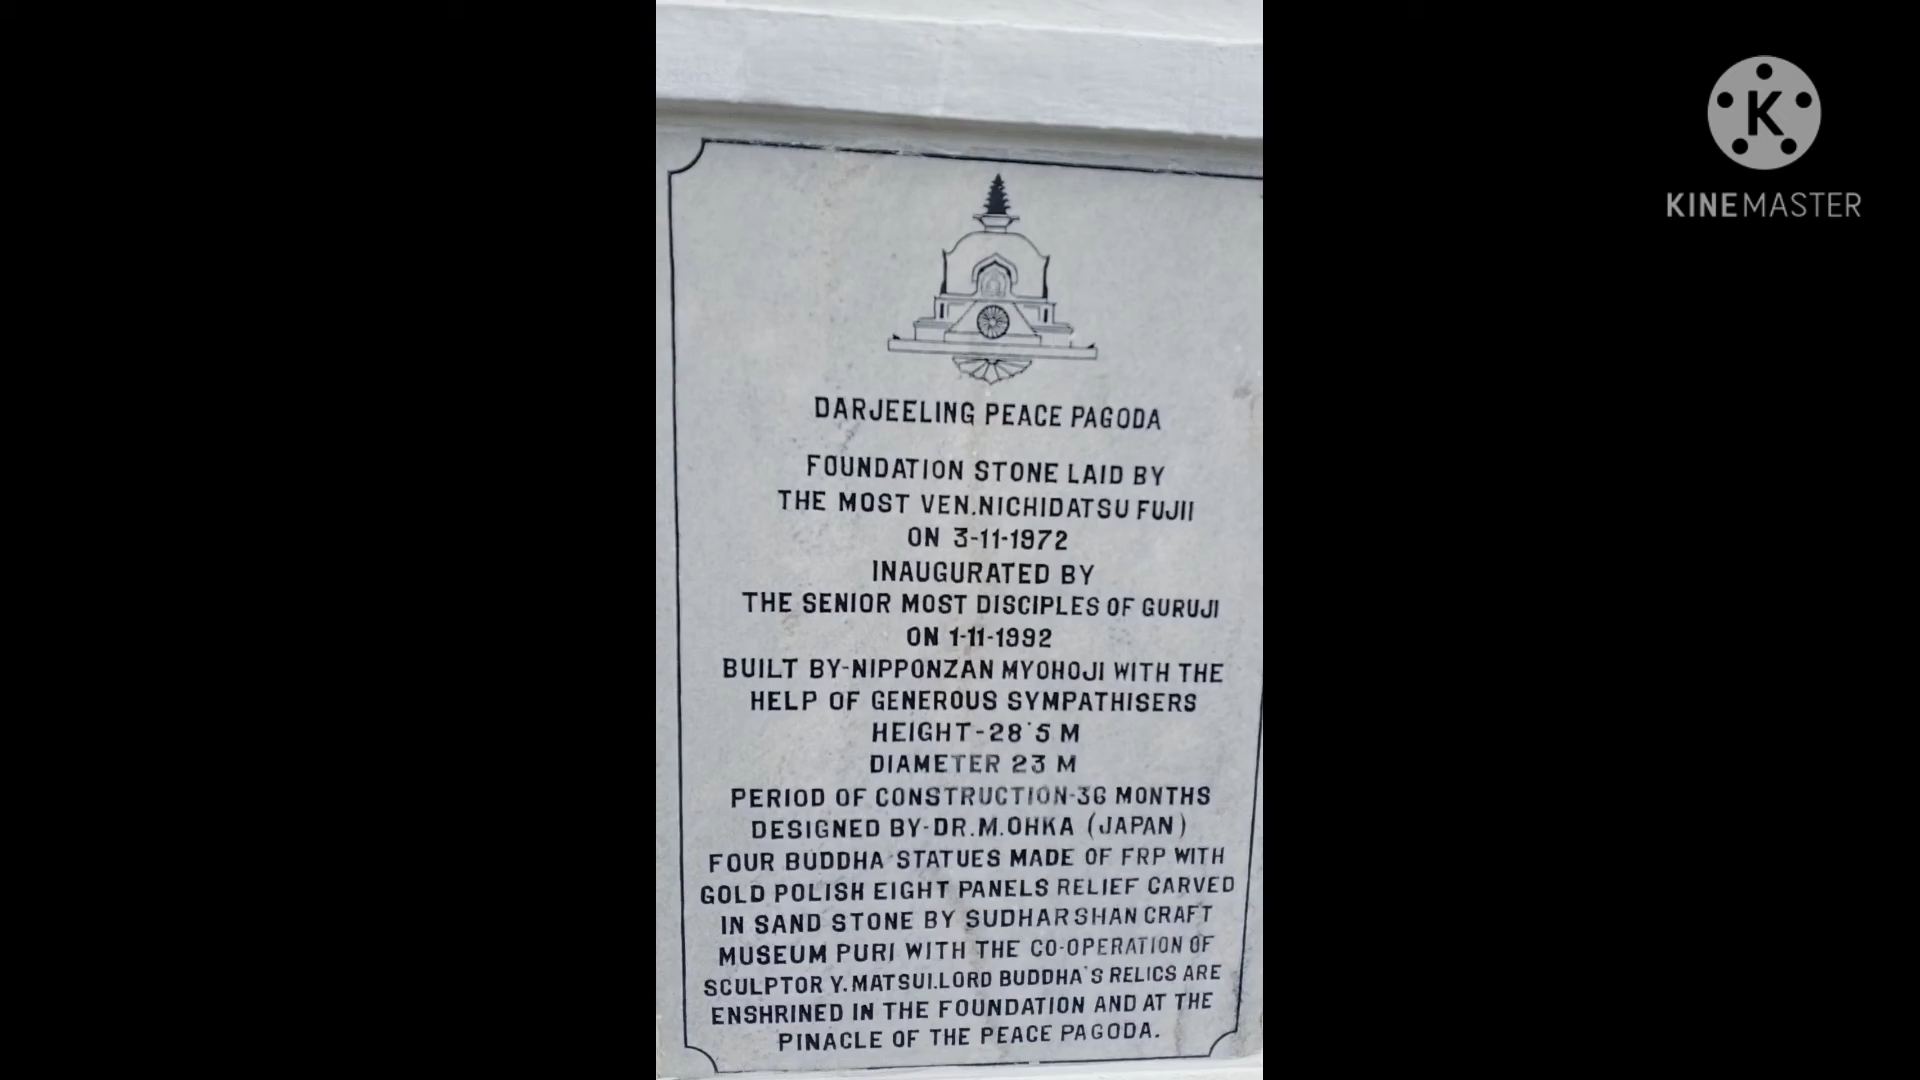 DARJEELING PEACE PAGODA
FOUNDATION STONE LAID BY
THE MOST VEN.NICHIDATSU FUJII
ON 3-11-1972
INAUGURATED BY
THE SENIOR MOST DISCIPLES OF GURUJI
ON 1-11-1992
BUILT BY-NIPPONZAN MYOHOJI WITH THE
HELP OF GENEROUS SYMPATHISERS
HEIGHT-28·5 M
DIAMETER 23 M
PERIOD OF CONSTRUCTION-36 MONTHS
DESIGNED BY-DR.M.OHKA (JAPAN)
FOUR BUDDHA STATUES MADE OF FRP WITH
GOLD POLISH EIGHT PANELS RELIEF CARVED
IN SAND STONE BY SUDHARSHAN CRAFT
MUSEUM PURI WITH THE CO-OPERATION OF
SCULPTOR Y.MATSUI.LORD BUDDHA'S RELICS ARE
ENSHRINED IN THE FOUNDATION AND AT THE
PINACLE OF THE PEACE PAGODA.
K
KINEMASTER